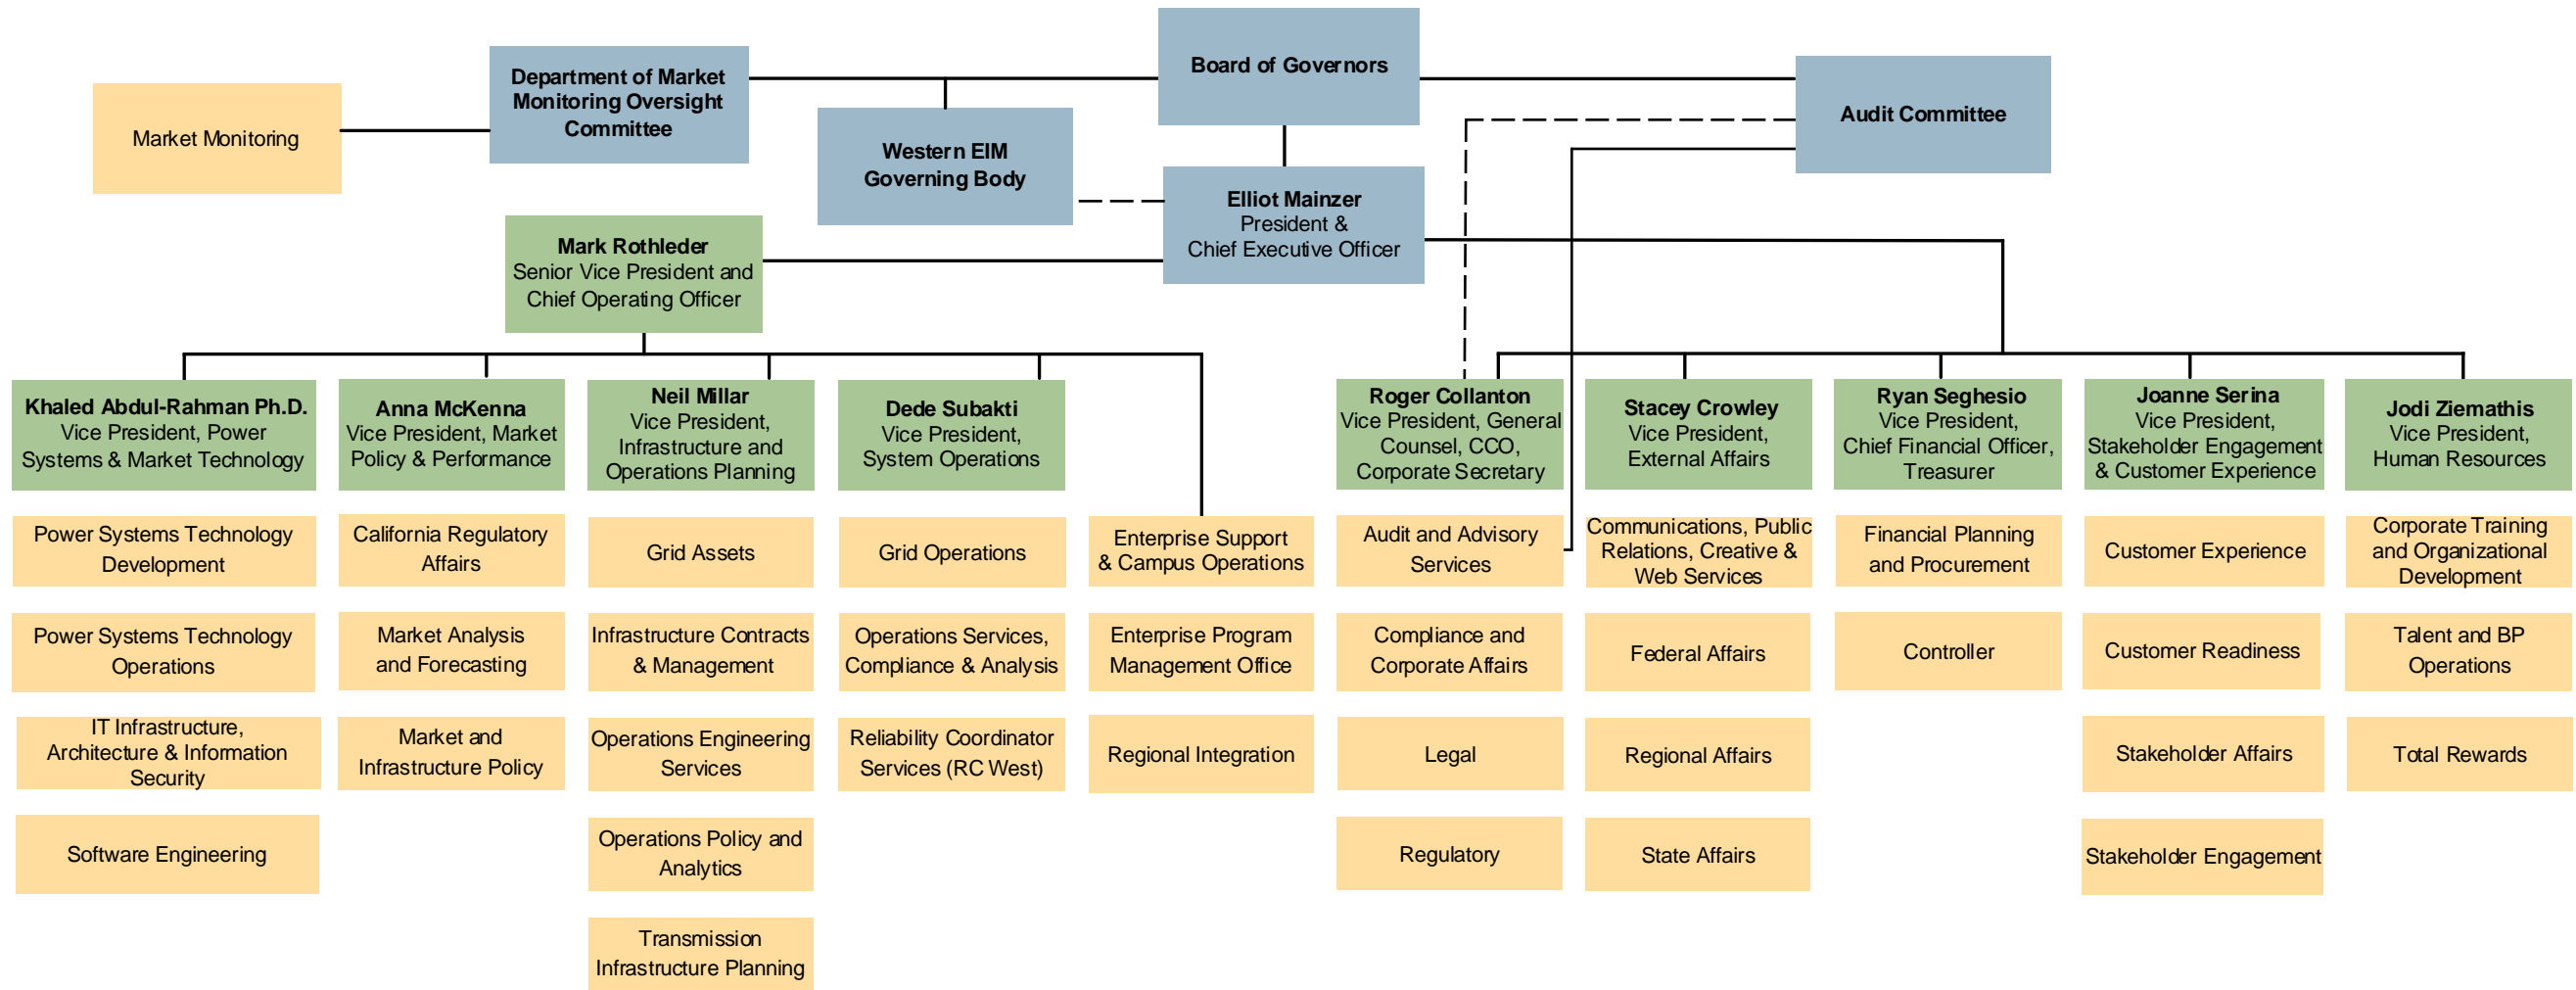 Board of Governors
Department of Market
Monitoring Oversight
Committee
Audit Committee
Market Monitoring
Western EIM
Governing Body
Elliot Mainzer
President &
Chief Executive Officer
Mark Rothleder
Senior Vice President and
Chief Operating Officer
Khaled Abdul-Rahman Ph.D.
Vice President, Power
Systems & Market Technology
Power Systems Technology
Development
Power Systems Technology
Operations
IT Infrastructure,
Architecture & Information
Security
Software Engineering
Anna McKenna
Vice President, Market
Policy & Performance
California Regulatory
Affairs
Market Analysis
and Forecasting
Market and
Infrastructure Policy
Neil Millar
Vice President,
Infrastructure and
Operations Planning
Grid Assets
Infrastructure Contracts
& Management
Operations Engineering
Services
Operations Policy and
Analytics
Transmission
Infrastructure Planning
Dede Subakti
Vice President,
System Operations
Grid Operations
Operations Services,
Compliance & Analysis
Reliability Coordinator
Services (RC West)
Enterprise Support
& Campus Operations
Enterprise Program
Management Office
Regional Integration
Roger Collanton
Vice President, General
Counsel, CCO,
Corporate Secretary
Audit and Advisory
Services
Compliance and
Corporate Affairs
Legal
Regulatory
Stacey Crowley
Vice President,
External Affairs
Communications, Public
Relations, Creative &
Web Services
Federal Affairs
Regional Affairs
State Affairs
Ryan Seghesio
Vice President,
Chief Financial Officer,
Treasurer
Financial Planning
and Procurement
Controller
Joanne Serina
Vice President,
Stakeholder Engagement
& Customer Experience
Customer Experience
Customer Readiness
Stakeholder Affairs
Stakeholder Engagement
Jodi Ziemathis
Vice President,
Human Resources
Corporate Training
and Organizational
Development
Talent and BP
Operations
Total Rewards